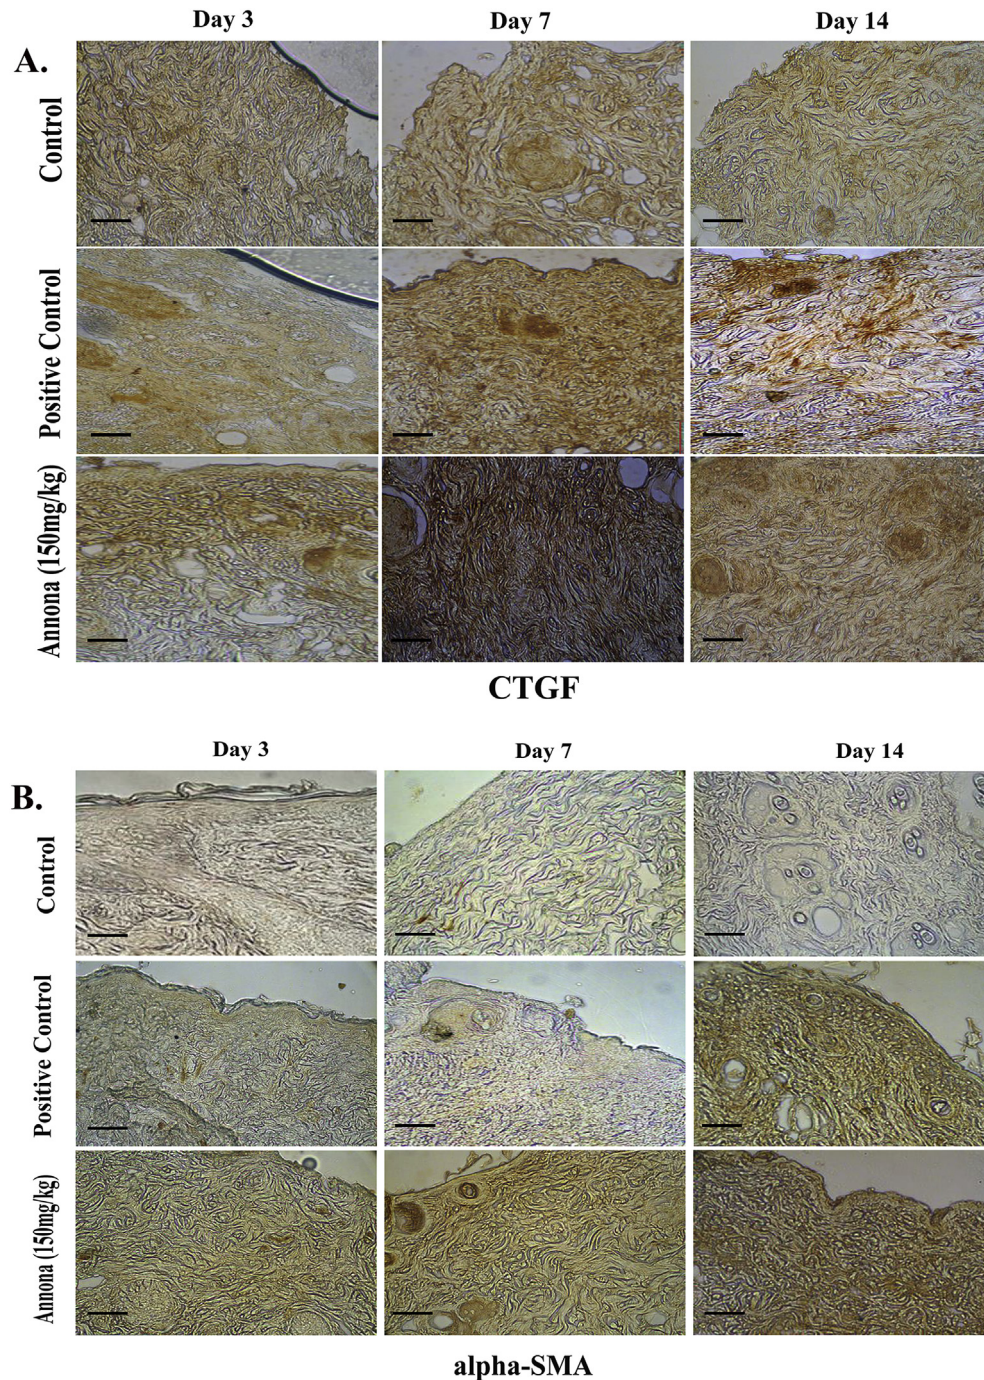 Day 3 Day 7 Day 14
A.
Control
Positive Control
Annona (150mg/kg)
CTGF
Day 3 Day 7 Day 14
B.
Control
Positive Control
Annona (150mg/kg)
alpha-SMA